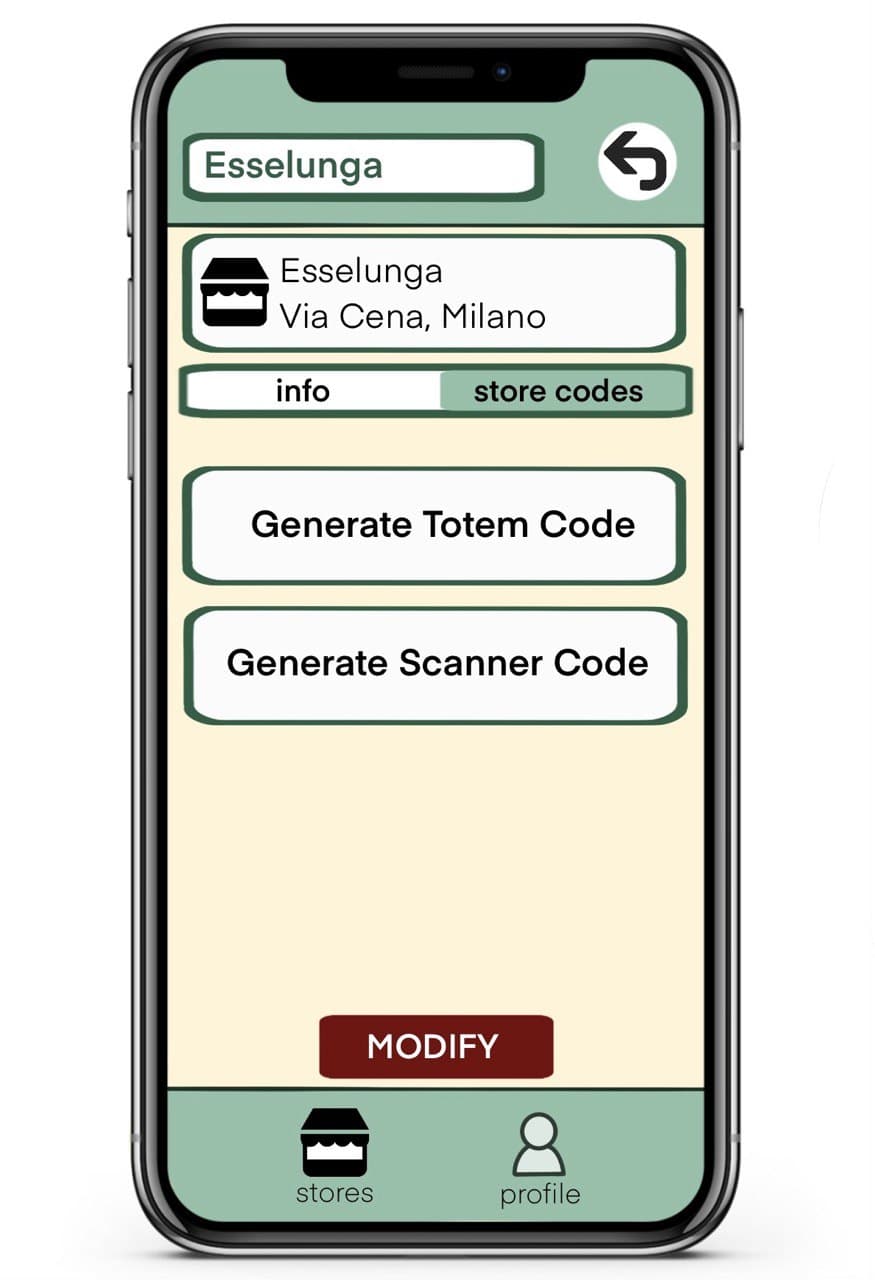 Esselunga
Esselunga
Via Cena, Milano
info
store codes
Generate Totem Code
Generate Scanner Code
MODIFY
stores
profile